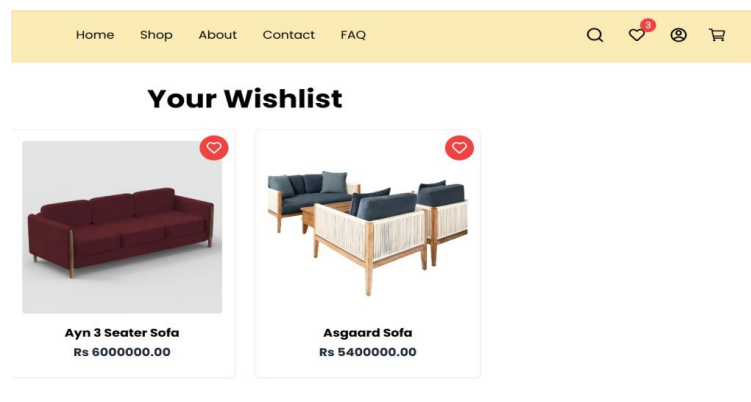 Home Shop About Contact FAQ 3
Your Wishlist
Ayn 3 Seater Sofa
Rs 6000000.00
Asgaard Sofa
Rs 5400000.00